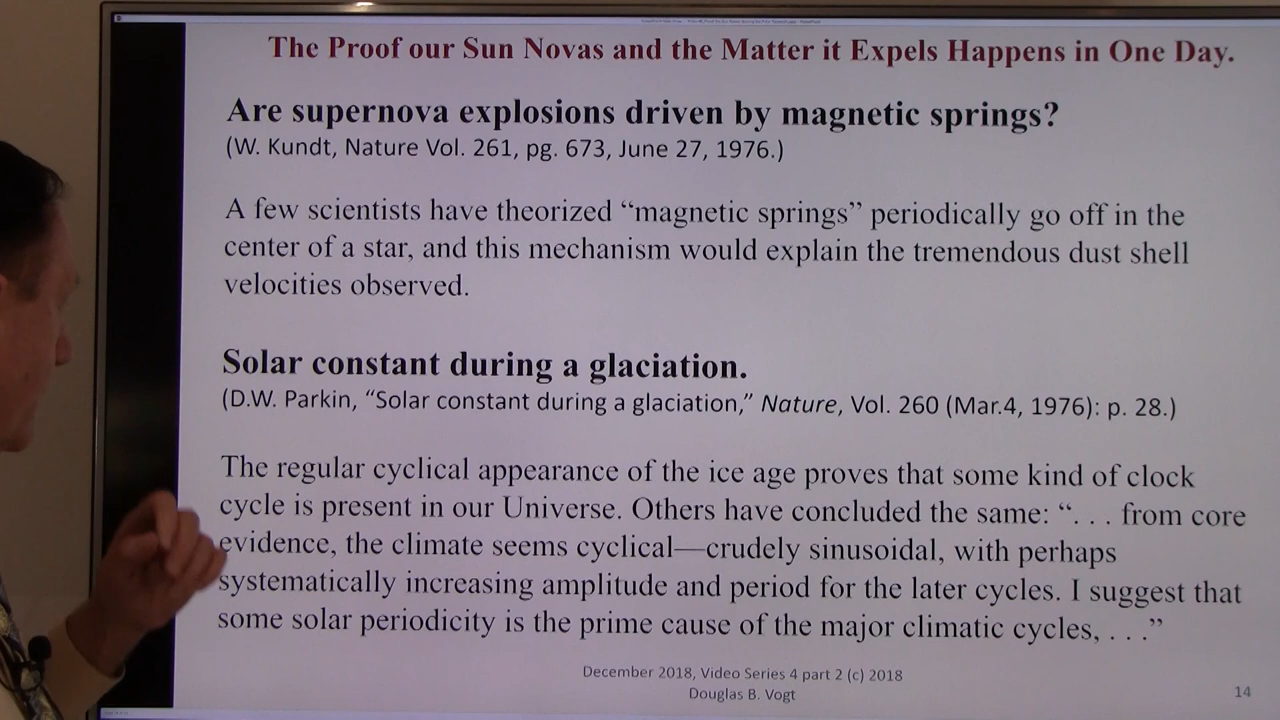 The Proof our Sun Novas and the Matter it Expels Happens in One Day.
Are supernova explosions driven by magnetic springs?
(W. Kundt, Nature Vol. 261, pg. 673, June 27, 1976.)
A few scientists have theorized “magnetic springs” periodically go off in the
center of a star, and this mechanism would explain the tremendous dust shell
velocities observed.
Solar constant during a glaciation.
(D.W. Parkin, “Solar constant during a glaciation,” Nature, Vol. 260 (Mar.4, 1976): p. 28.)
The regular cyclical appearance of the ice age proves that some kind of clock
cycle is present in our Universe. Others have concluded the same: “. . . from core
evidence, the climate seems cyclical—crudely sinusoidal, with perhaps
systematically increasing amplitude and period for the later cycles. I suggest that
some solar periodicity is the prime cause of the major climatic cycles, . . .”
December 2018, Video Series 4 part 2 (c) 2018
Douglas B. Vogt
14